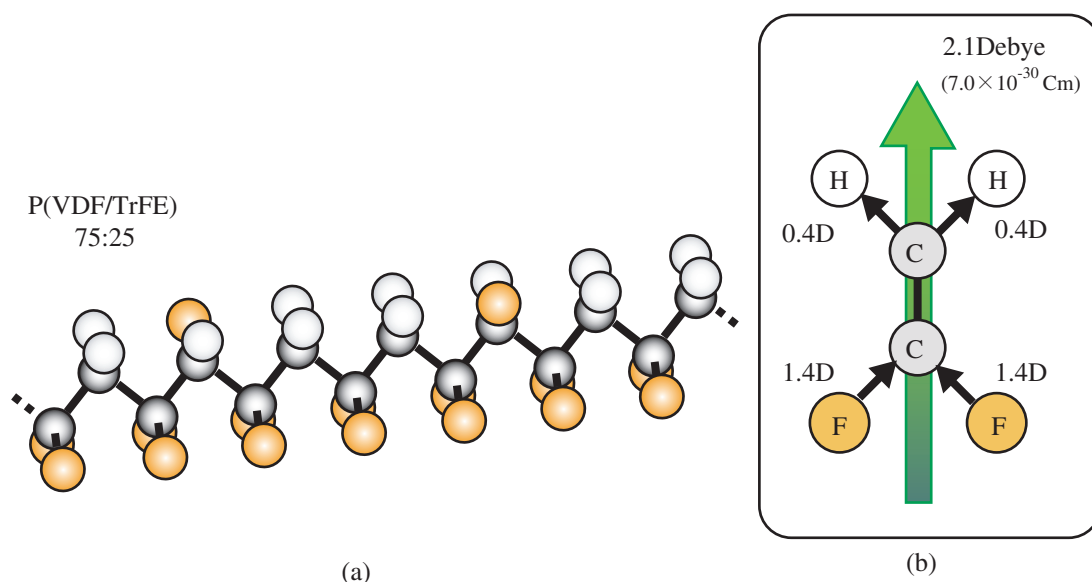 P(VDF/TrFE)
75:25
(a)
2.1Debye
(7.0×10⁻³⁰ Cm)
H H
0.4D 0.4D
C
C
1.4D 1.4D
F F
(b)